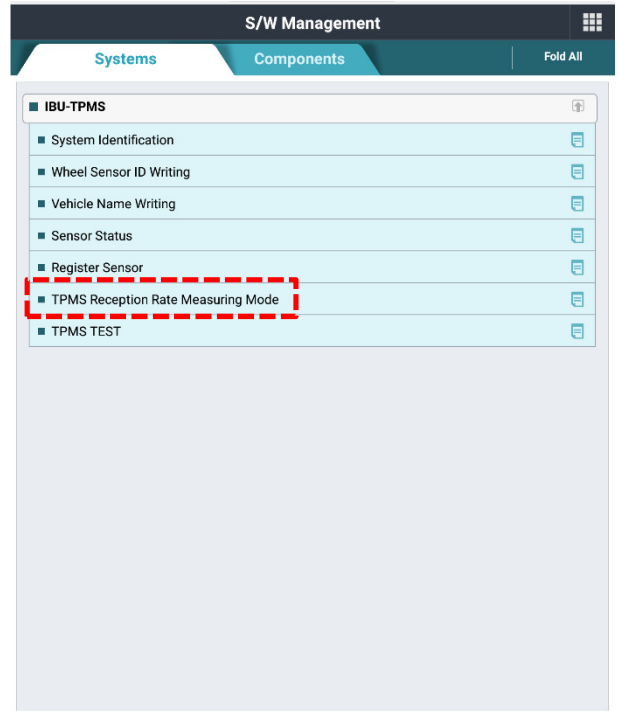 S/W Management
Systems
Components
Fold All
IBU-TPMS
System Identification
Wheel Sensor ID Writing
Vehicle Name Writing
Sensor Status
Register Sensor
TPMS Reception Rate Measuring Mode
TPMS TEST